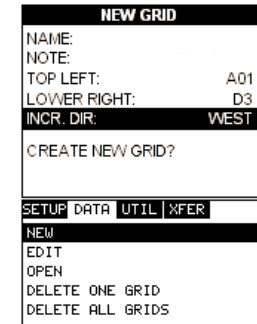 NEW GRID
NAME:
NOTE:
TOP LEFT: A01
LOWER RIGHT: D3
INCR. DIR: WEST
CREATE NEW GRID?
SETUP DATA UTIL XFER
NEW
EDIT
OPEN
DELETE ONE GRID
DELETE ALL GRIDS